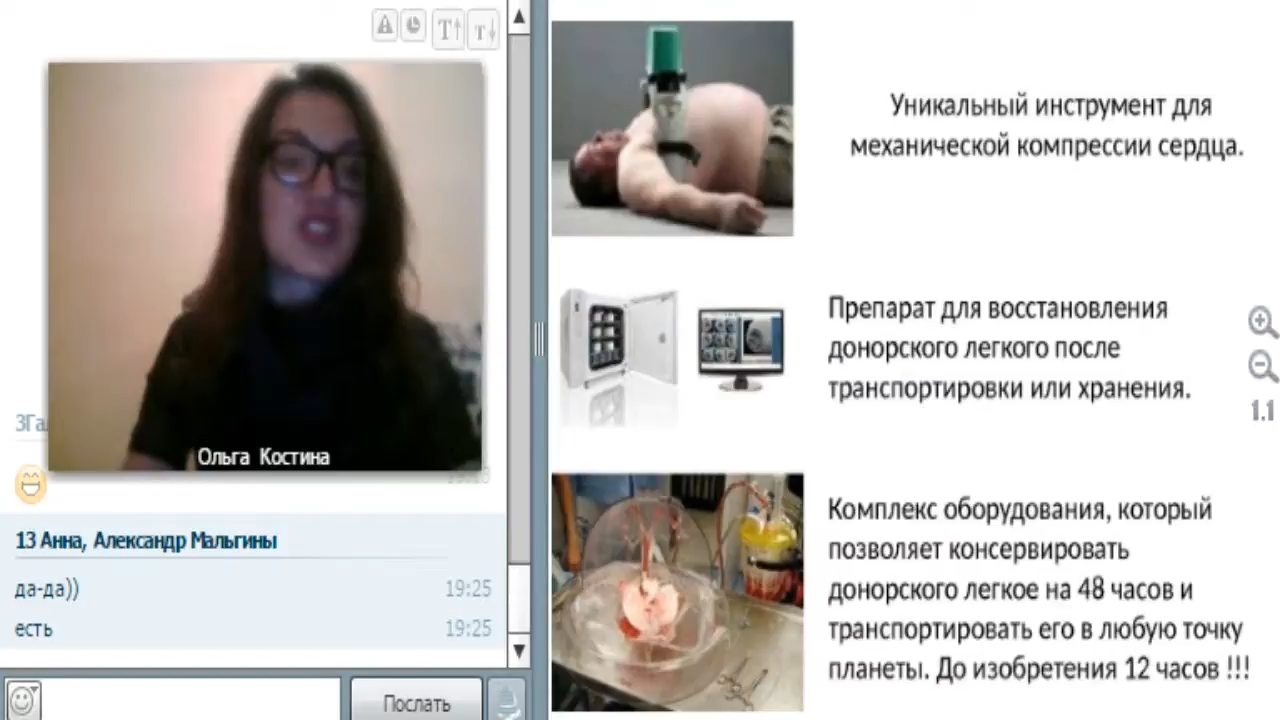 Ольга Костина
13 Анна, Александр Мальгины
да-да)) 19:25
есть 19:25
Послать
Уникальный инструмент для
механической компрессии сердца.
Препарат для восстановления
донорского легкого после
транспортировки или хранения.
Комплекс оборудования, который
позволяет консервировать
донорского легкое на 48 часов и
транспортировать его в любую точку
планеты. До изобретения 12 часов !!!
1.1